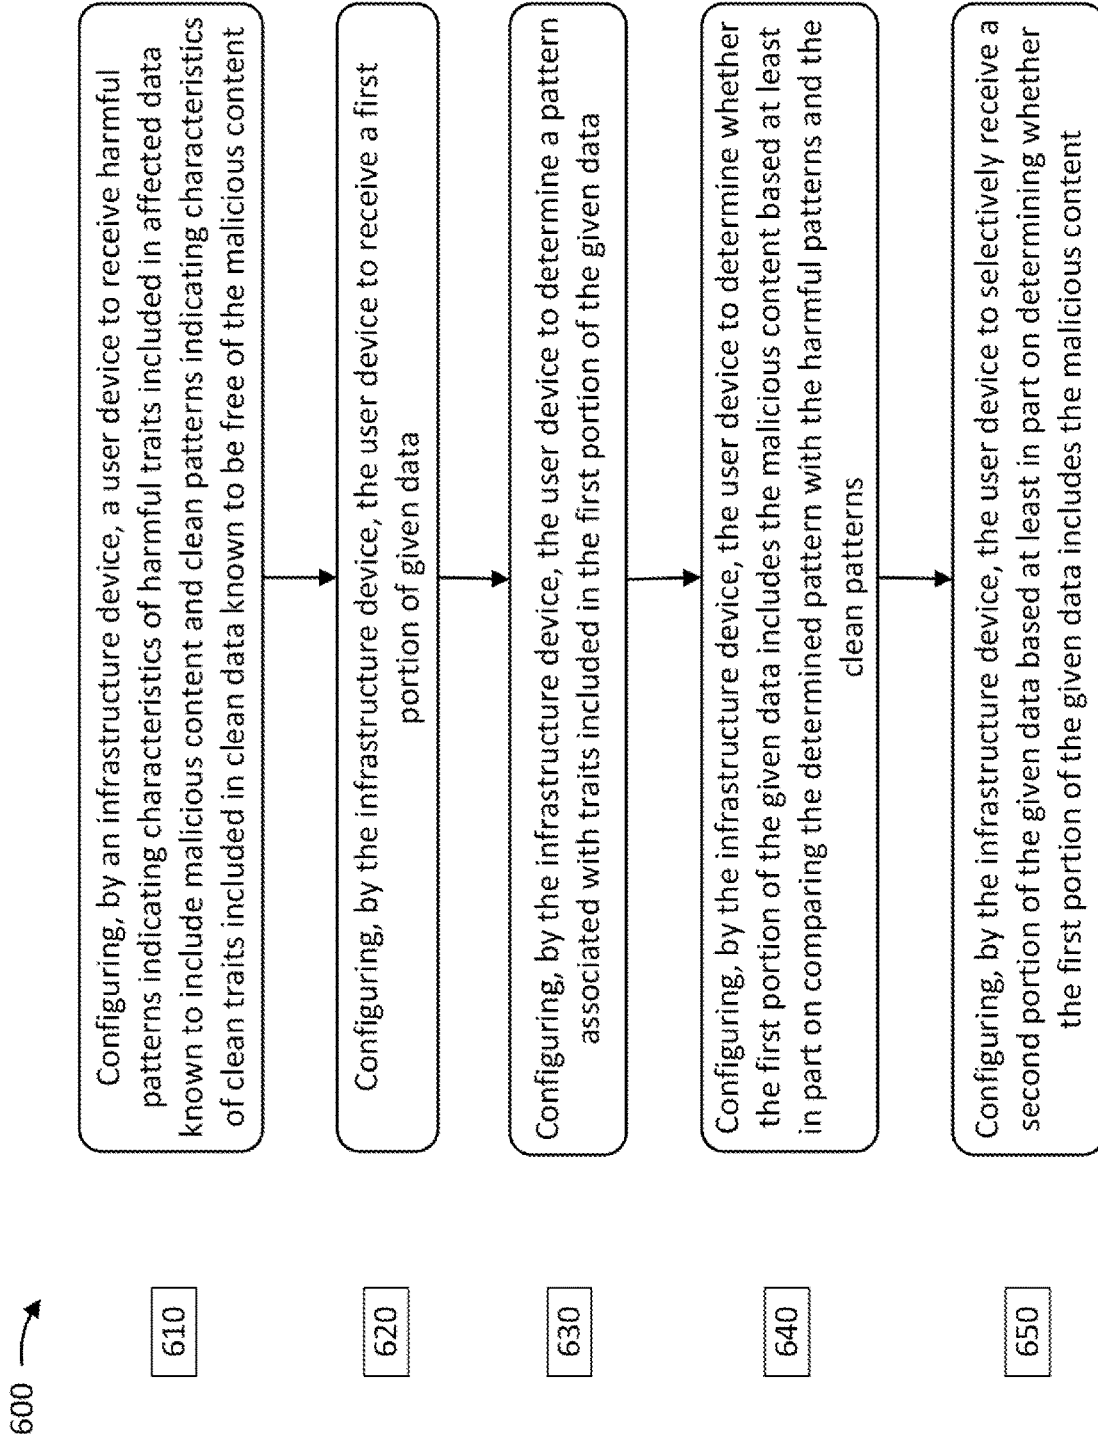 600
610
Configuring, by an infrastructure device, a user device to receive harmful
patterns indicating characteristics of harmful traits included in affected data
known to include malicious content and clean patterns indicating characteristics
of clean traits included in clean data known to be free of the malicious content
620
Configuring, by the infrastructure device, the user device to receive a first
portion of given data
630
Configuring, by the infrastructure device, the user device to determine a pattern
associated with traits included in the first portion of the given data
640
Configuring, by the infrastructure device, the user device to determine whether
the first portion of the given data includes the malicious content based at least
in part on comparing the determined pattern with the harmful patterns and the
clean patterns
650
Configuring, by the infrastructure device, the user device to selectively receive a
second portion of the given data based at least in part on determining whether
the first portion of the given data includes the malicious content